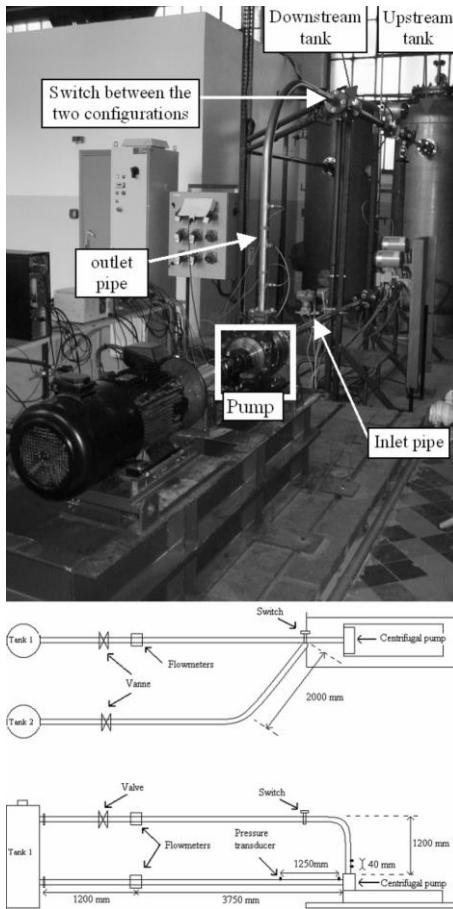 Downstream
tank
Upstream
tank
Switch between the
two configurations
outlet
pipe
Pump
Inlet pipe
Switch
Tank 1
Centrifugal pump
Flowmeters
Vanne
2000 mm
Tank 2
Valve
Switch
Tank 1
Flowmeters
Pressure
transducer
1250mm
1200 mm
40 mm
Centrifugal pump
1200 mm
3750 mm